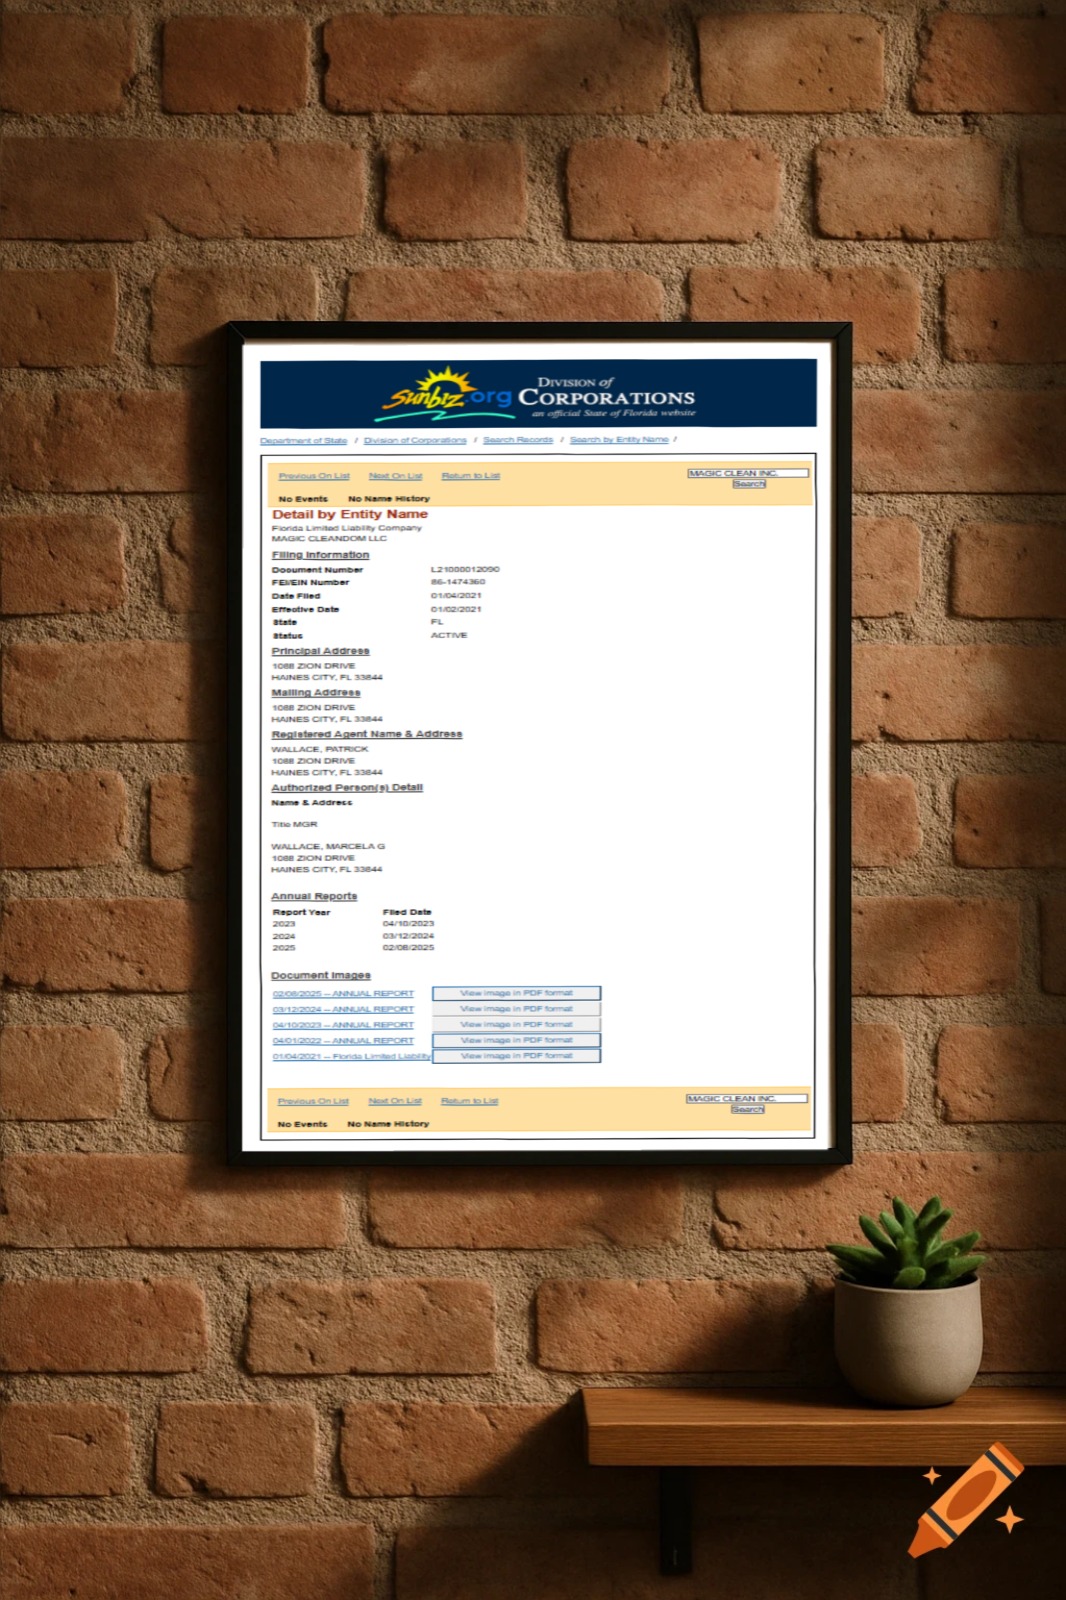 sunbiz.org DIVISION of CORPORATIONS
an official State of Florida website
Department of State / Division of Corporations / Search Records / Search by Entity Name /
Previous On List Next On List Return to List MAGIC CLEAN INC.
Search
No Events No Name History
Detail by Entity Name
Florida Limited Liability Company
MAGIC CLEANDOM LLC
Filing Information
Document Number L21000012090
FEI/EIN Number 86-1474360
Date Filed 01/04/2021
Effective Date 01/02/2021
State FL
Status ACTIVE
Principal Address
1088 ZION DRIVE
HAINES CITY, FL 33844
Mailing Address
1088 ZION DRIVE
HAINES CITY, FL 33844
Registered Agent Name & Address
WALLACE, PATRICK
1088 ZION DRIVE
HAINES CITY, FL 33844
Authorized Person(s) Detail
Name & Address
Title MGR
WALLACE, MARCELA G
1088 ZION DRIVE
HAINES CITY, FL 33844
Annual Reports
Report Year Filed Date
2023 04/10/2023
2024 03/12/2024
2025 02/08/2025
Document Images
02/08/2025 -- ANNUAL REPORT View image in PDF format
03/12/2024 -- ANNUAL REPORT View image in PDF format
04/10/2023 -- ANNUAL REPORT View image in PDF format
04/01/2022 -- ANNUAL REPORT View image in PDF format
01/04/2021 -- Florida Limited Liability View image in PDF format
Previous On List Next On List Return to List MAGIC CLEAN INC.
Search
No Events No Name History